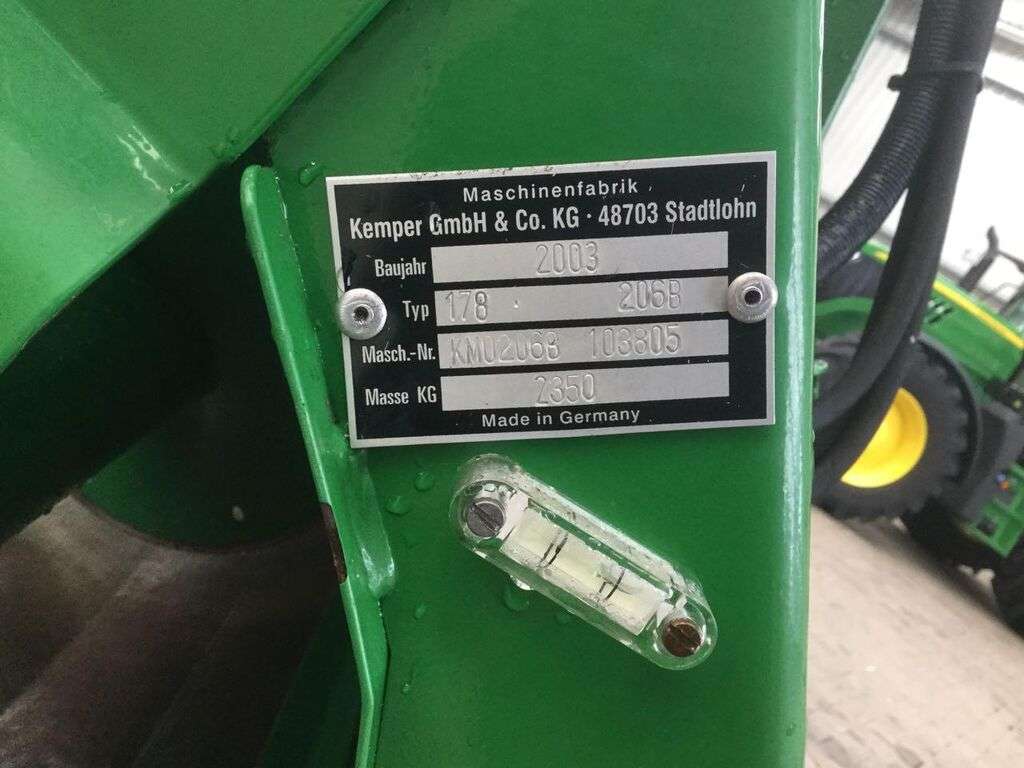 Maschinenfabrik
Kemper GmbH & Co. KG · 48703 Stadtlohn
Baujahr 2003
Typ 178 · 206B
Masch.-Nr. KM0206B 103805
Masse KG 2350
Made in Germany